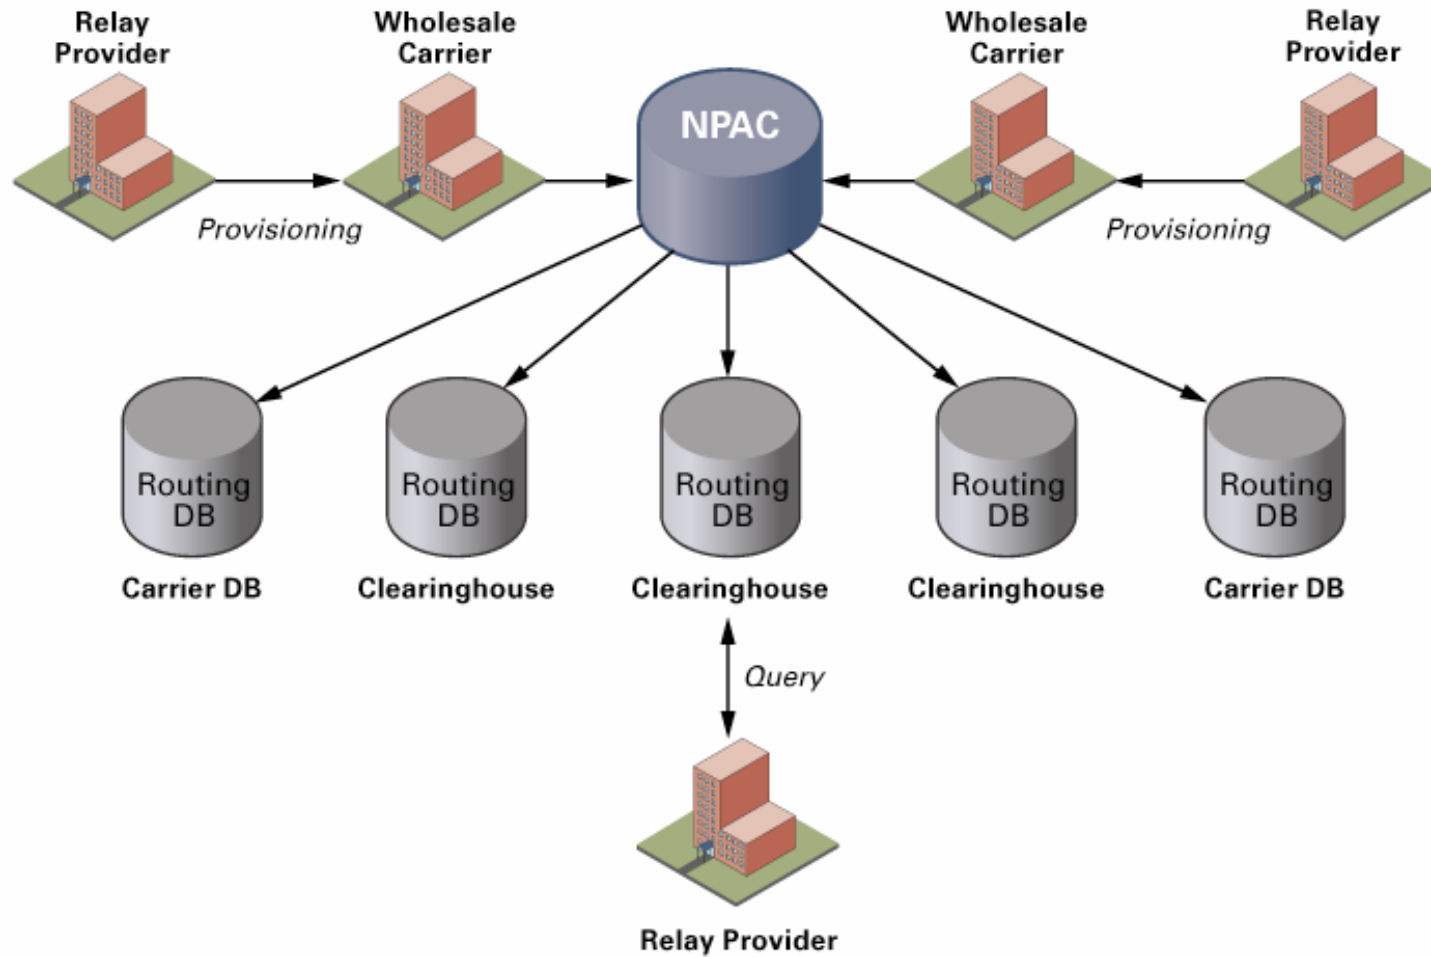 Relay
Provider
Wholesale
Carrier
NPAC
Wholesale
Carrier
Relay
Provider
Provisioning
Provisioning
Routing
DB
Routing
DB
Routing
DB
Routing
DB
Routing
DB
Carrier DB
Clearinghouse
Clearinghouse
Clearinghouse
Carrier DB
Query
Relay Provider